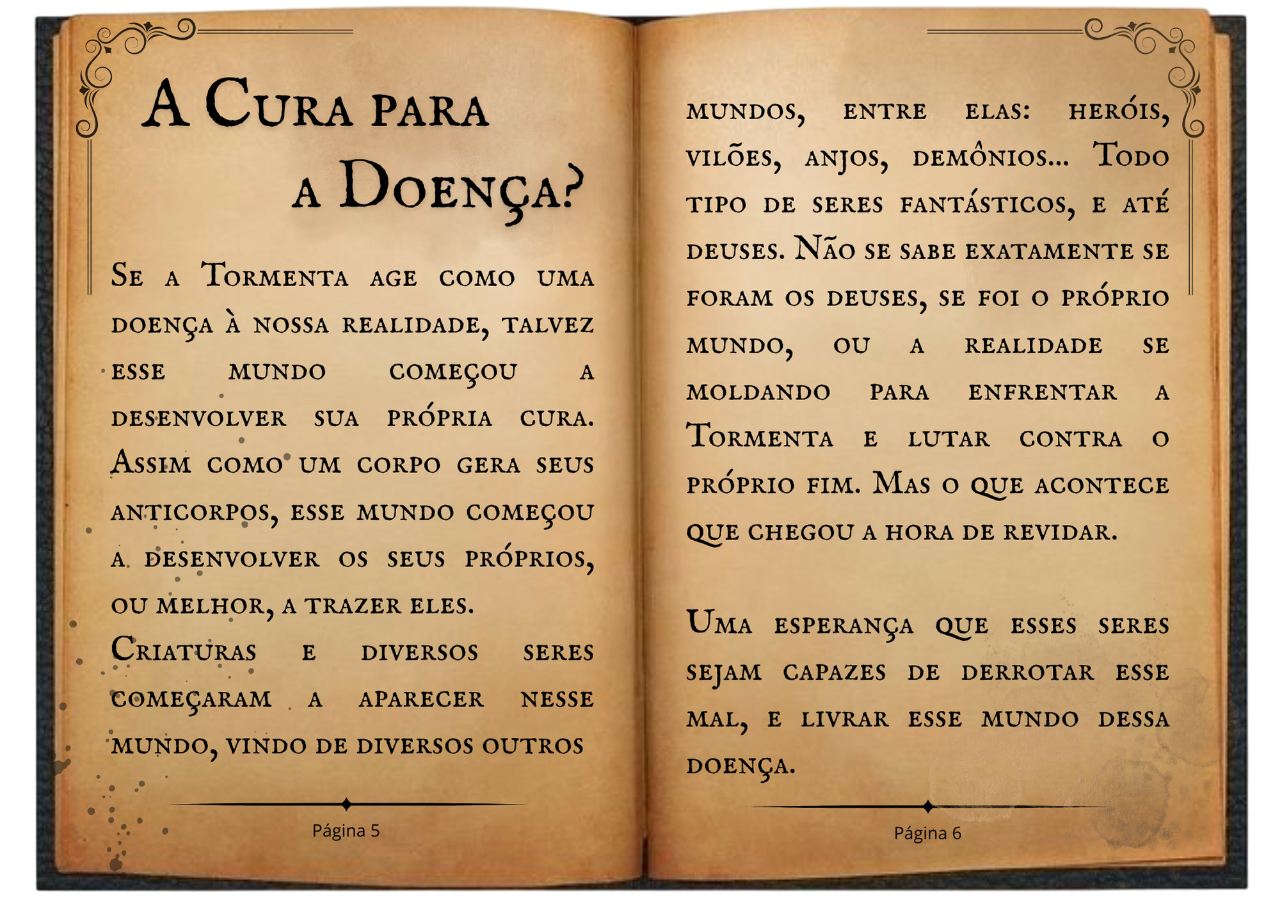 A Cura para
a Doença?
Se a Tormenta age como uma
doença à nossa realidade, talvez
esse mundo começou a
desenvolver sua própria cura.
Assim como um corpo gera seus
anticorpos, esse mundo começou
a desenvolver os seus próprios,
ou melhor, a trazer eles.
Criaturas e diversos seres
começaram a aparecer nesse
mundo, vindo de diversos outros
Página 5
mundos, entre elas: heróis,
vilões, anjos, demônios... Todo
tipo de seres fantásticos, e até
deuses. Não se sabe exatamente se
foram os deuses, se foi o próprio
mundo, ou a realidade se
moldando para enfrentar a
Tormenta e lutar contra o
próprio fim. Mas o que acontece
que chegou a hora de revidar.
Uma esperança que esses seres
sejam capazes de derrotar esse
mal, e livrar esse mundo dessa
doença.
Página 6